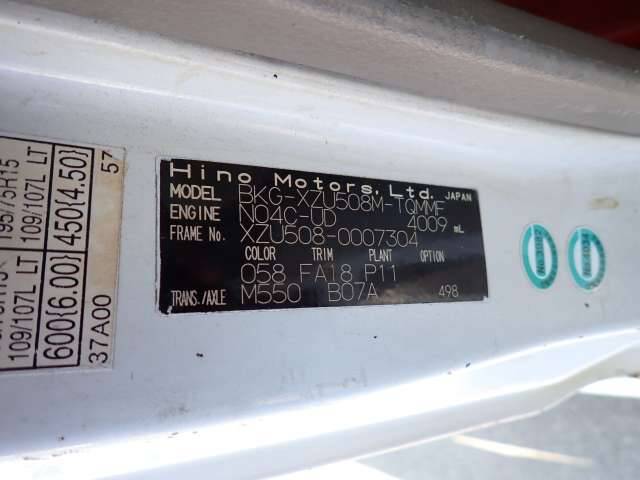 Hino Motors, Ltd. JAPAN
MODEL BKG-XZU508M-TQMMF
ENGINE N04C-UD 4009 mL
FRAME No. XZU508-0007304
COLOR TRIM PLANT OPTION
058 FA18 P11
TRANS./AXLE M550 B07A 498
195/75R15
109/107L LT 109/107L LT
600{6.00} 450{4.50}
37A00 57